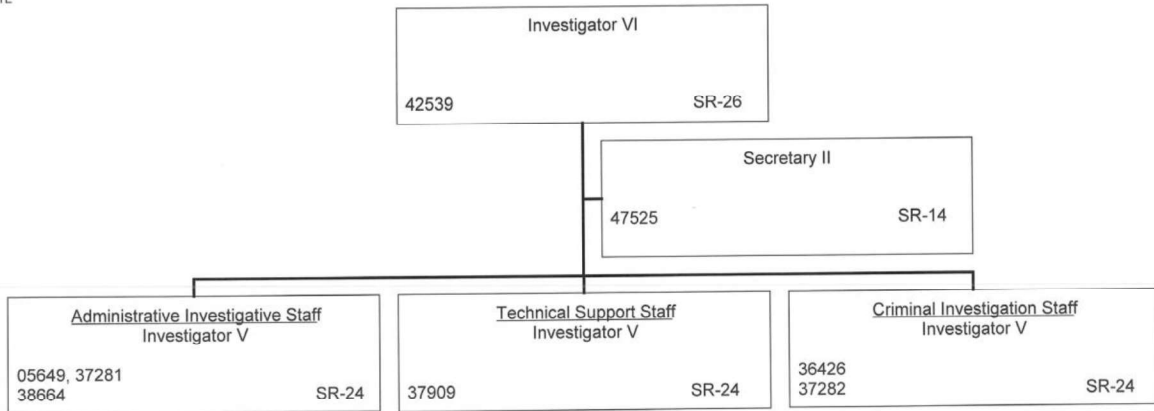 Investigator VI
42539 SR-26
Secretary II
47525 SR-14
Administrative Investigative Staff
Investigator V
05649, 37281
38664 SR-24
Technical Support Staff
Investigator V
37909 SR-24
Criminal Investigation Staff
Investigator V
36426
37282 SR-24